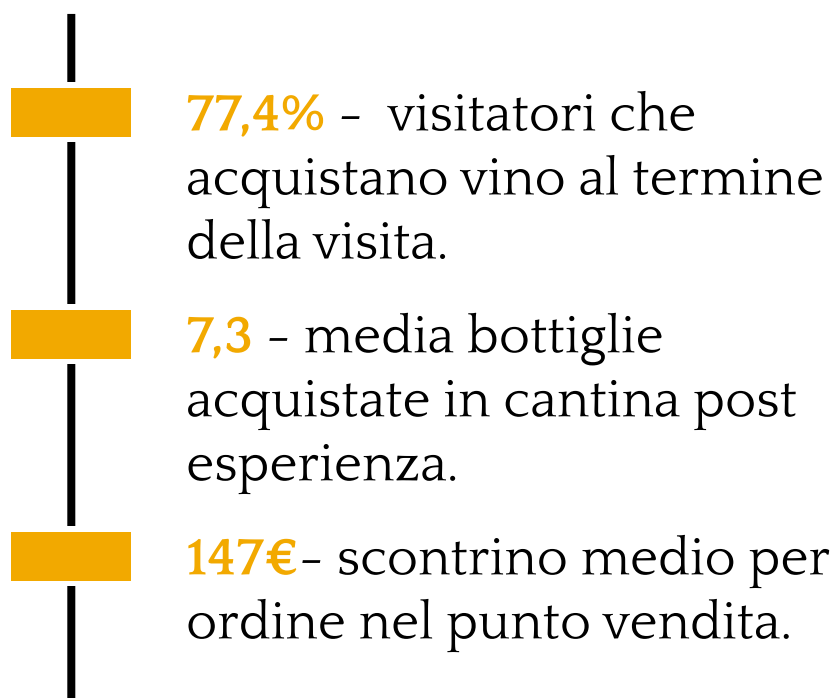 77,4% -  visitatori che
acquistano vino al termine
della visita.
7,3 - media bottiglie
acquistate in cantina post
esperienza.
147€- scontrino medio per
ordine nel punto vendita.